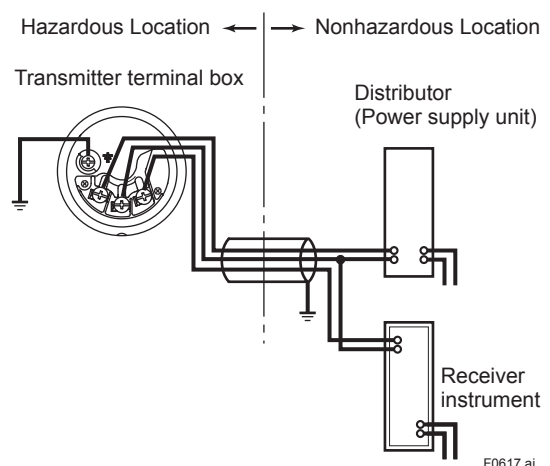 Hazardous Location
Nonhazardous Location
Transmitter terminal box
Distributor
(Power supply unit)
Receiver
instrument
F0617.ai